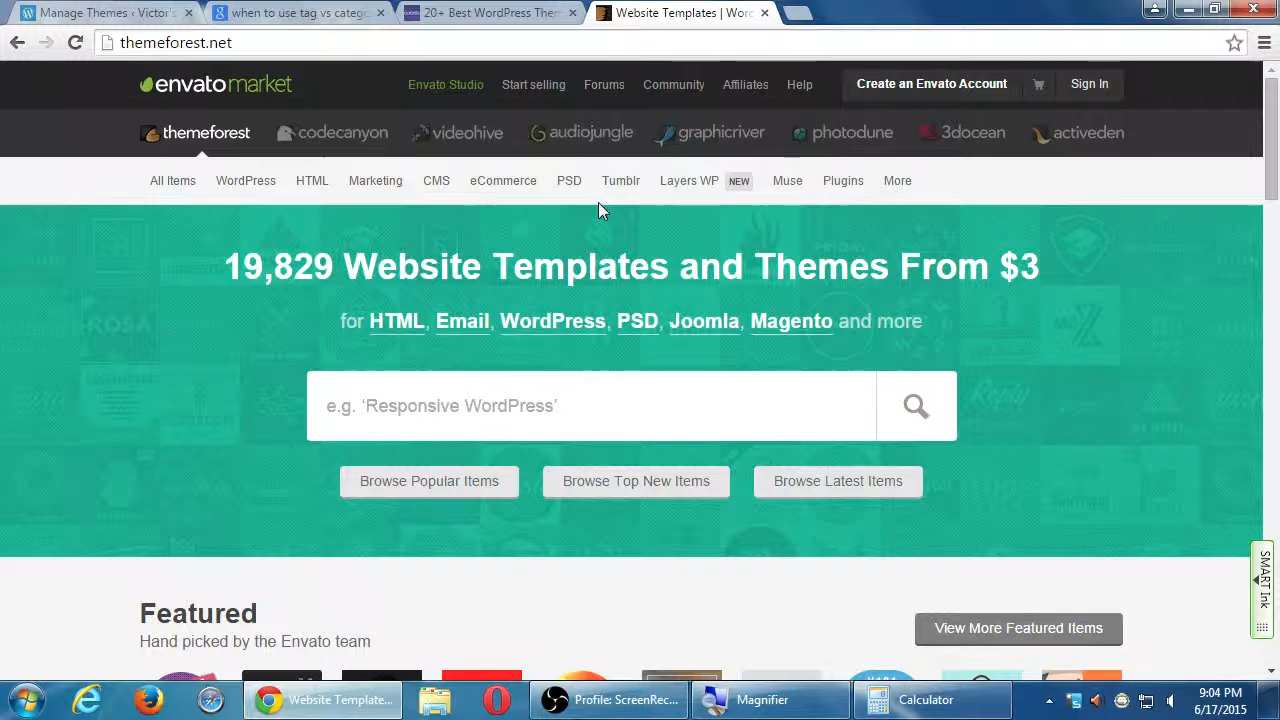 Manage Themes ‹ Victor's
when to use tag vs catego
20+ Best WordPress The
Website Templates | Worc
themeforest.net
envatomarket
Envato Studio Start selling Forums Community Affiliates Help Create an Envato Account Sign In
themeforest codecanyon videohive audiojungle graphicriver photodune 3docean activeden
All Items WordPress HTML Marketing CMS eCommerce PSD Tumblr Layers WP NEW Muse Plugins More
19,829 Website Templates and Themes From $3
for HTML, Email, WordPress, PSD, Joomla, Magento and more
e.g. ‘Responsive WordPress’
Browse Popular Items Browse Top New Items Browse Latest Items
SMART Ink
Featured
Hand picked by the Envato team
View More Featured Items
Website Template...
Profile: ScreenRec...
Magnifier
Calculator
9:04 PM
6/17/2015